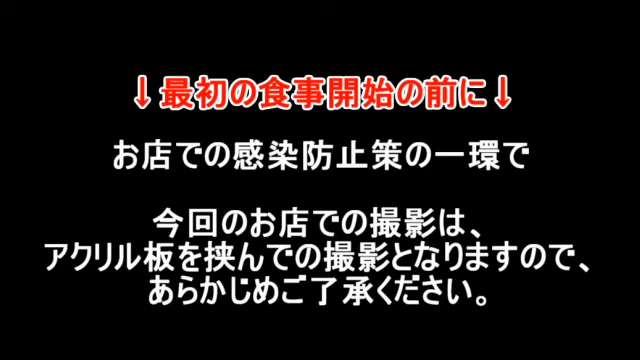 ↓最初の食事開始の前に↓
お店での感染防止策の一環で
今回のお店での撮影は、
アクリル板を挟んでの撮影となりますので、
あらかじめご了承ください。